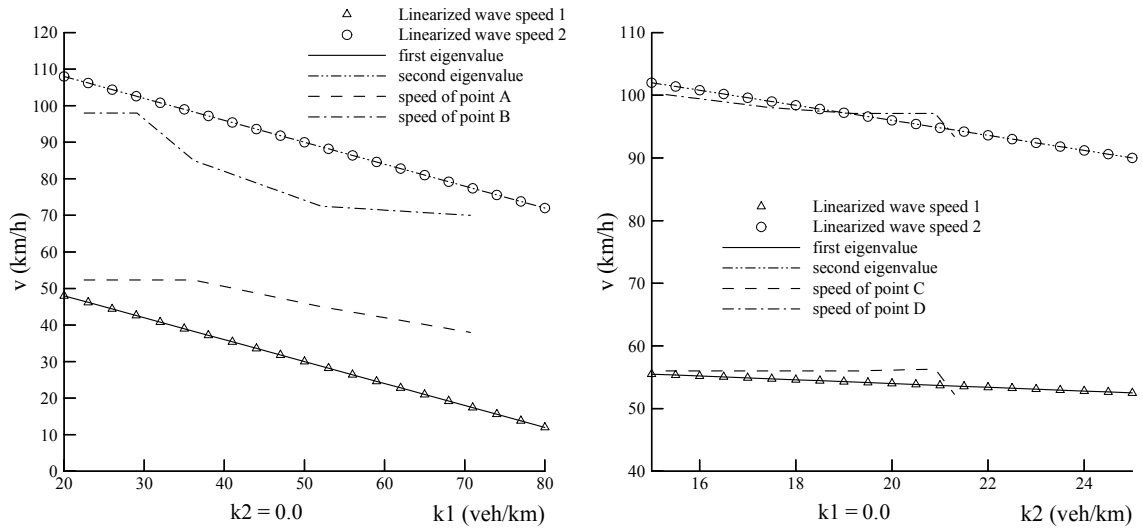 Linearized wave speed 1
Linearized wave speed 2
first eigenvalue
second eigenvalue
speed of point A
speed of point B
v (km/h)
120
110
100
90
80
70
60
50
40
30
20
10
0
20 30 40 50 60 70 80
k2 = 0.0 k1 (veh/km)
Linearized wave speed 1
Linearized wave speed 2
first eigenvalue
second eigenvalue
speed of point C
speed of point D
v (km/h)
110
100
90
80
70
60
50
40
16 18 20 22 24
k1 = 0.0 k2 (veh/km)